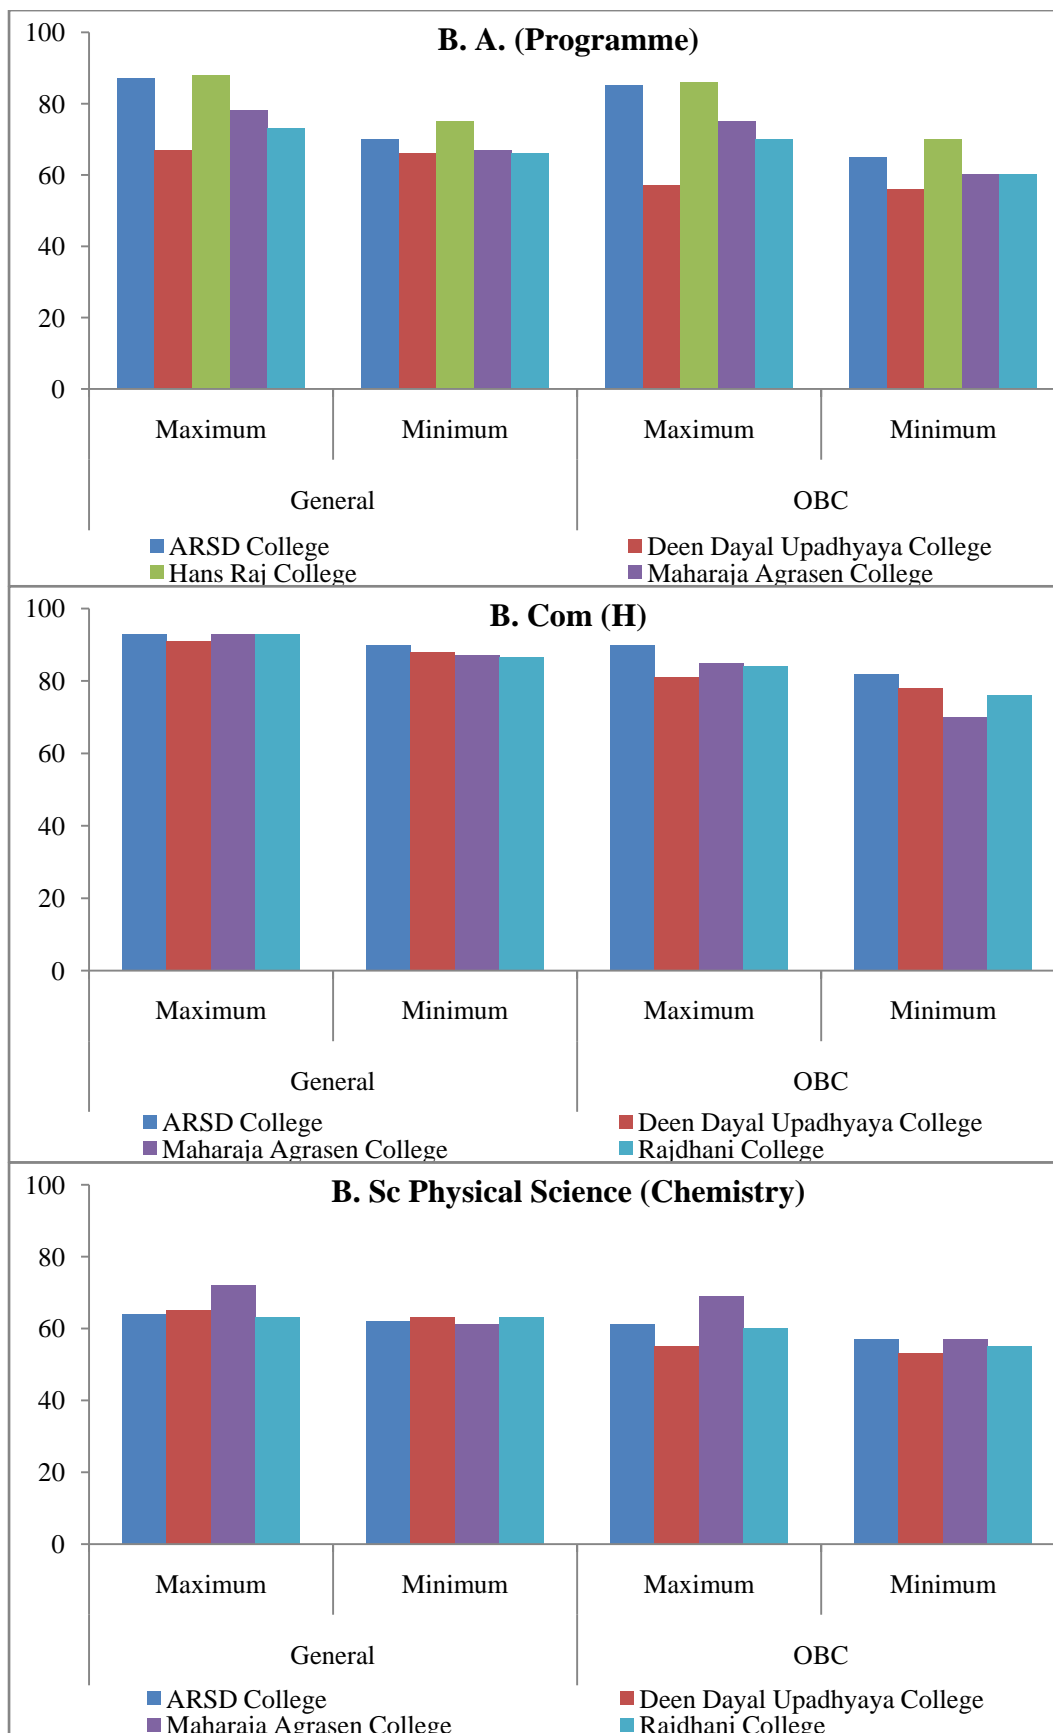 B. A. (Programme)
100
80
60
40
20
0
Maximum Minimum Maximum Minimum
General OBC
ARSD College Deen Dayal Upadhyaya College
Hans Raj College Maharaja Agrasen College
B. Com (H)
100
80
60
40
20
0
Maximum Minimum Maximum Minimum
General OBC
ARSD College Deen Dayal Upadhyaya College
Maharaja Agrasen College Rajdhani College
B. Sc Physical Science (Chemistry)
100
80
60
40
20
0
Maximum Minimum Maximum Minimum
General OBC
ARSD College Deen Dayal Upadhyaya College
Maharaja Agrasen College Rajdhani College